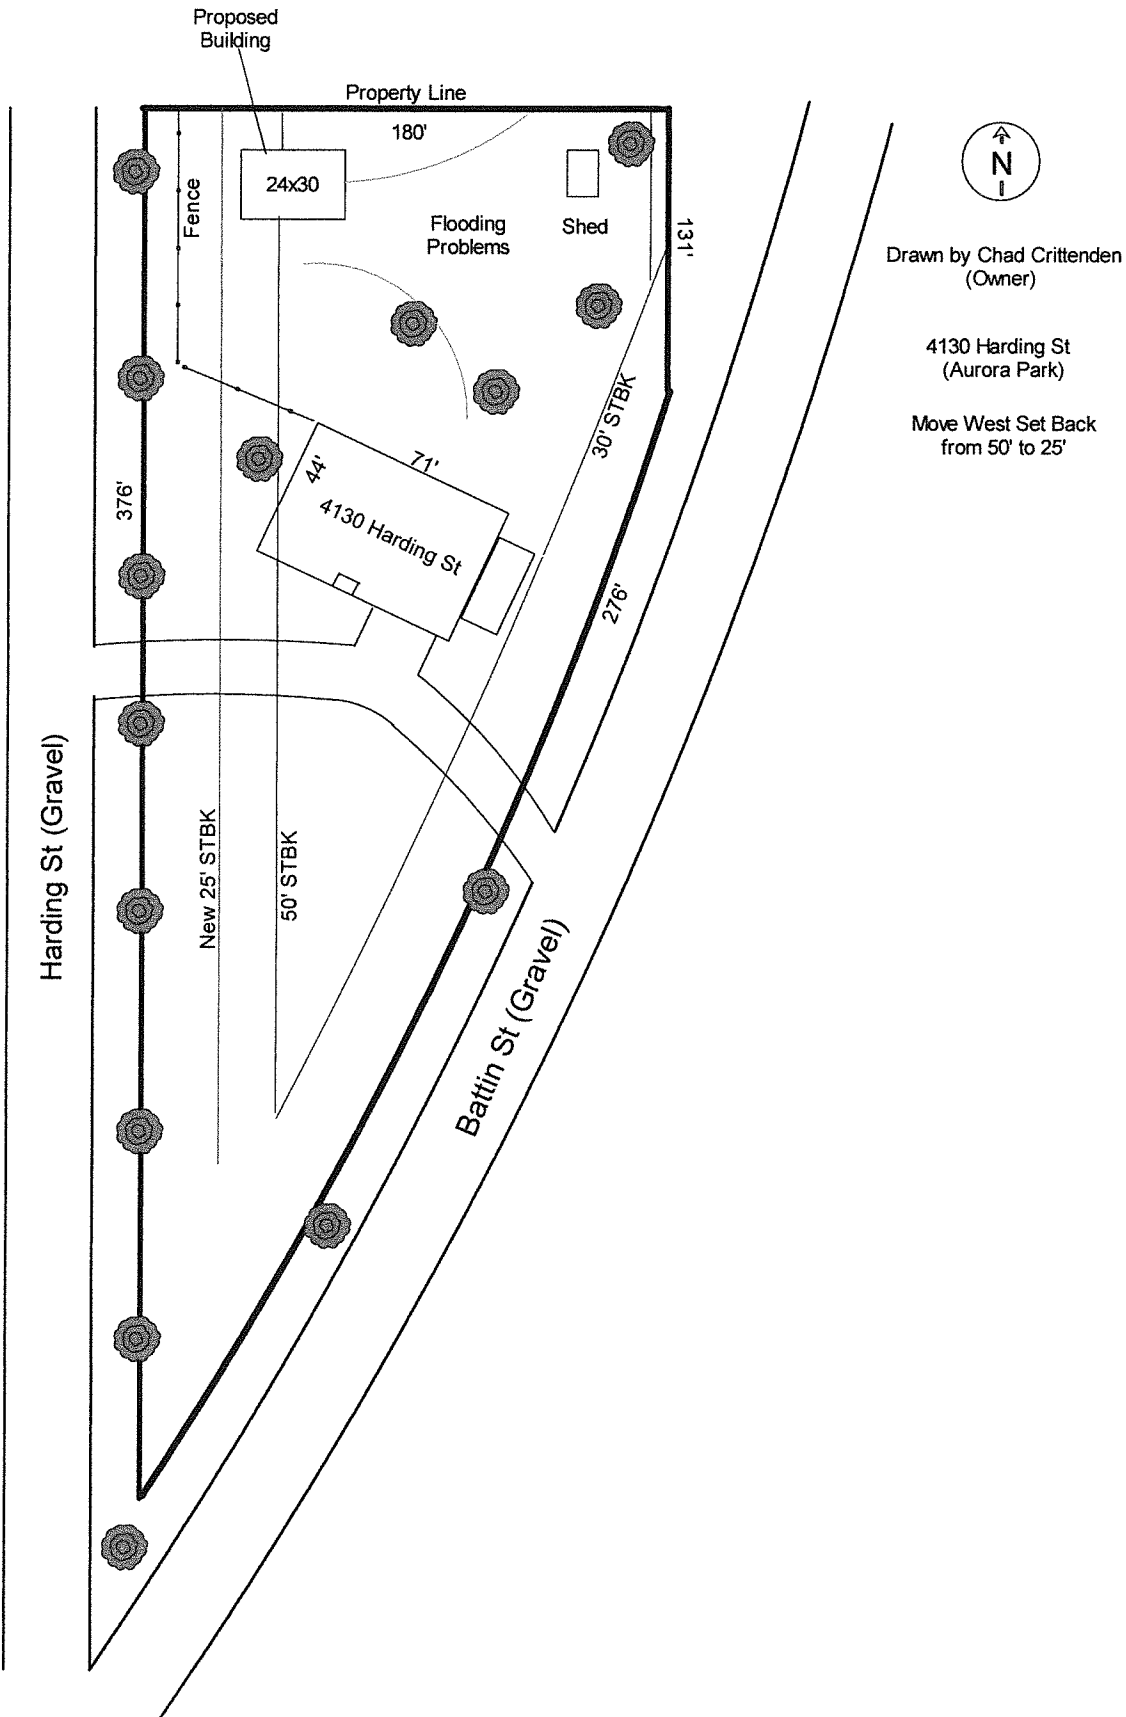 Proposed
Building
Property Line
180'
24x30
Fence
Flooding
Problems
Shed
131'
N
Drawn by Chad Crittenden
(Owner)
4130 Harding St
(Aurora Park)
Move West Set Back
from 50' to 25'
30' STBK
71'
44'
4130 Harding St
376'
276'
Harding St (Gravel)
New 25' STBK
50' STBK
Battin St (Gravel)